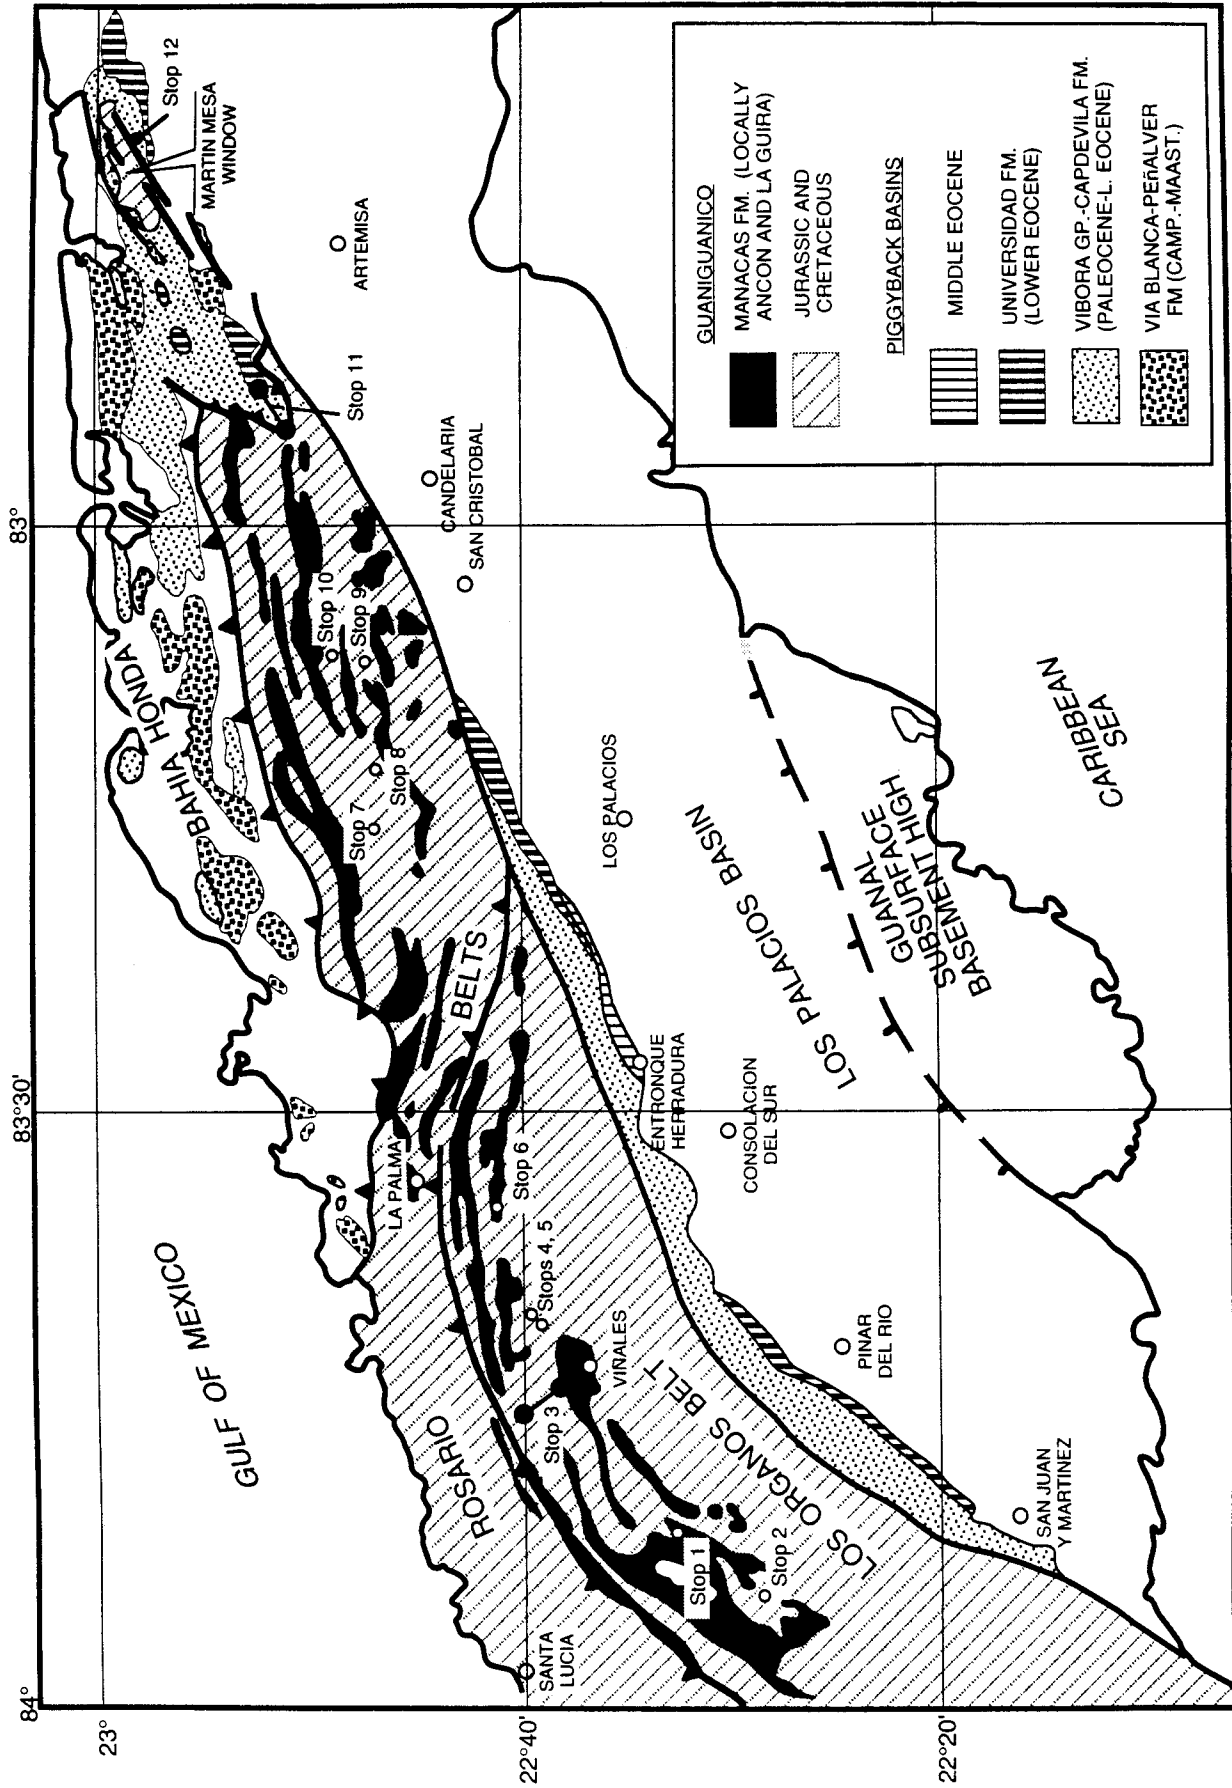 84°
83°30'
83°
23°
22°40'
22°20'
GULF OF MEXICO
BAHIA HONDA
ROSARIO
BELTS
LOS ORGANOS BELT
SANTA
LUCIA
LA PALMA
VIÑALES
Stop 1
Stop 2
Stop 3
Stops 4, 5
Stop 6
Stop 7
Stop 8
Stop 9
Stop 10
Stop 11
Stop 12
MARTIN MESA
WINDOW
ARTEMISA
CANDELARIA
SAN CRISTOBAL
LOS PALACIOS
ENTRONQUE
HERRADURA
CONSOLACION
DEL SUR
PINAR
DEL RIO
SAN JUAN
Y MARTINEZ
LOS PALACIOS BASIN
GUANAL
SUBSURFACE
BASEMENT HIGH
CARIBBEAN
SEA
GUANIGUANICO
MANACAS FM. (LOCALLY
ANCON AND LA GUIRA)
JURASSIC AND
CRETACEOUS
PIGGYBACK BASINS
MIDDLE EOCENE
UNIVERSIDAD FM.
(LOWER EOCENE)
VIBORA GP.-CAPDEVILA FM.
(PALEOCENE-L. EOCENE)
VIA BLANCA-PEñALVER
FM (CAMP.-MAAST.)